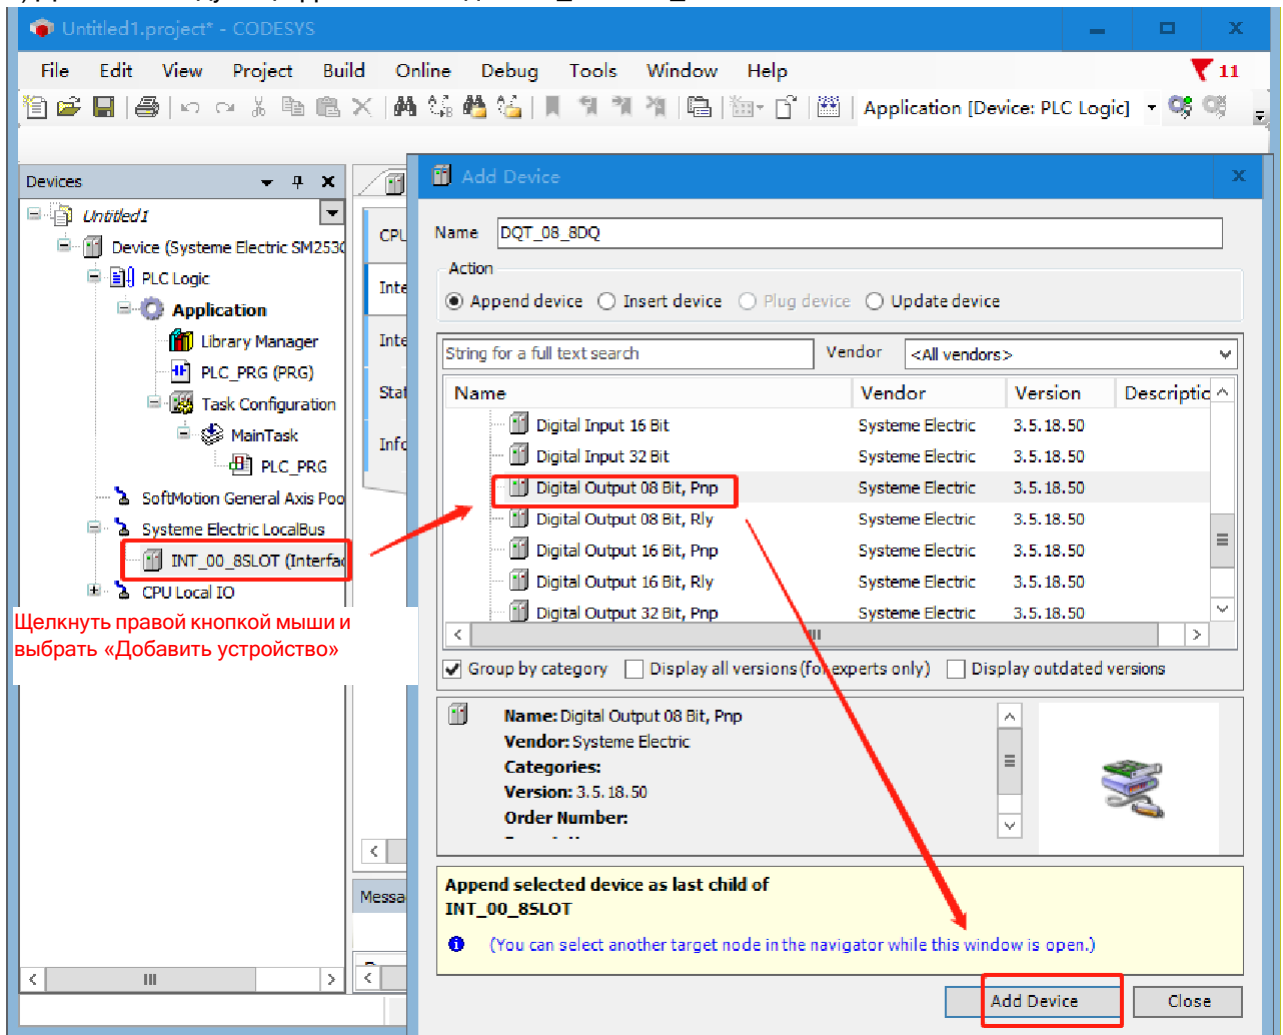 Untitled1.project* - CODESYS
File Edit View Project Build Online Debug Tools Window Help
11
Application [Device: PLC Logic]
Devices
Untitled1
Device (Systeme Electric SM253
PLC Logic
Application
Library Manager
PLC_PRG (PRG)
Task Configuration
MainTask
PLC_PRG
SoftMotion General Axis Poo
Systeme Electric LocalBus
INT_00_8SLOT (Interfac
CPU Local IO
Щелкнуть правой кнопкой мыши и
выбрать «Добавить устройство»
CPU
Inte
Inte
Stat
Info
Messa
Add Device
Name DQT_08_8DQ
Action
Append device Insert device Plug device Update device
String for a full text search Vendor <All vendors>
Name Vendor Version Descriptio
Digital Input 16 Bit Systeme Electric 3.5.18.50
Digital Input 32 Bit Systeme Electric 3.5.18.50
Digital Output 08 Bit, Pnp Systeme Electric 3.5.18.50
Digital Output 08 Bit, Rly Systeme Electric 3.5.18.50
Digital Output 16 Bit, Pnp Systeme Electric 3.5.18.50
Digital Output 16 Bit, Rly Systeme Electric 3.5.18.50
Digital Output 32 Bit, Pnp Systeme Electric 3.5.18.50
Group by category Display all versions (for experts only) Display outdated versions
Name: Digital Output 08 Bit, Pnp
Vendor: Systeme Electric
Categories:
Version: 3.5.18.50
Order Number:
Append selected device as last child of
INT_00_8SLOT
(You can select another target node in the navigator while this window is open.)
Add Device Close